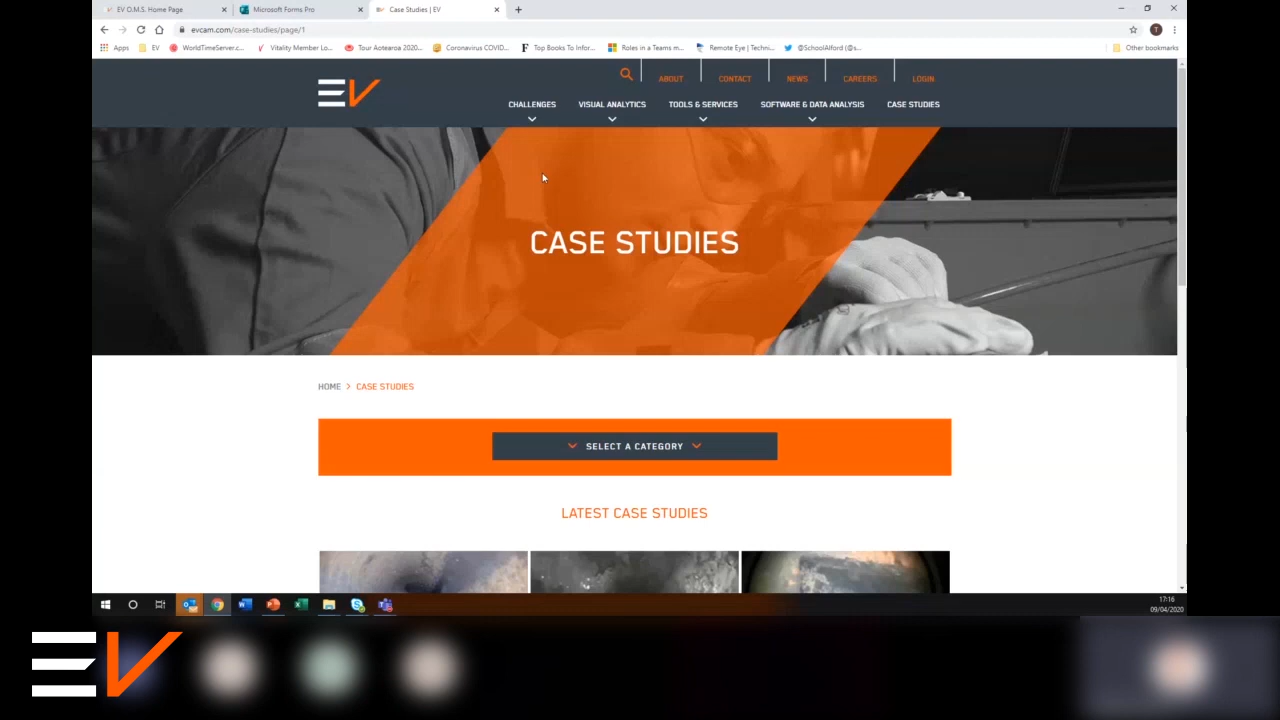 EV O.M.S. Home Page
Microsoft Forms Pro
Case Studies | EV
evcam.com/case-studies/page/1
Apps
EV
WorldTimeServer.c...
Vitality Member Lo...
Tour Aotearoa 2020...
Coronavirus COVID...
Top Books To Infor...
Roles in a Teams m...
Remote Eye | Techni...
@SchoolAlford (@s...
Other bookmarks
EV
ABOUT
CONTACT
NEWS
CAREERS
LOGIN
CHALLENGES
VISUAL ANALYTICS
TOOLS & SERVICES
SOFTWARE & DATA ANALYSIS
CASE STUDIES
CASE STUDIES
HOME > CASE STUDIES
SELECT A CATEGORY
LATEST CASE STUDIES
17:16
09/04/2020
EV